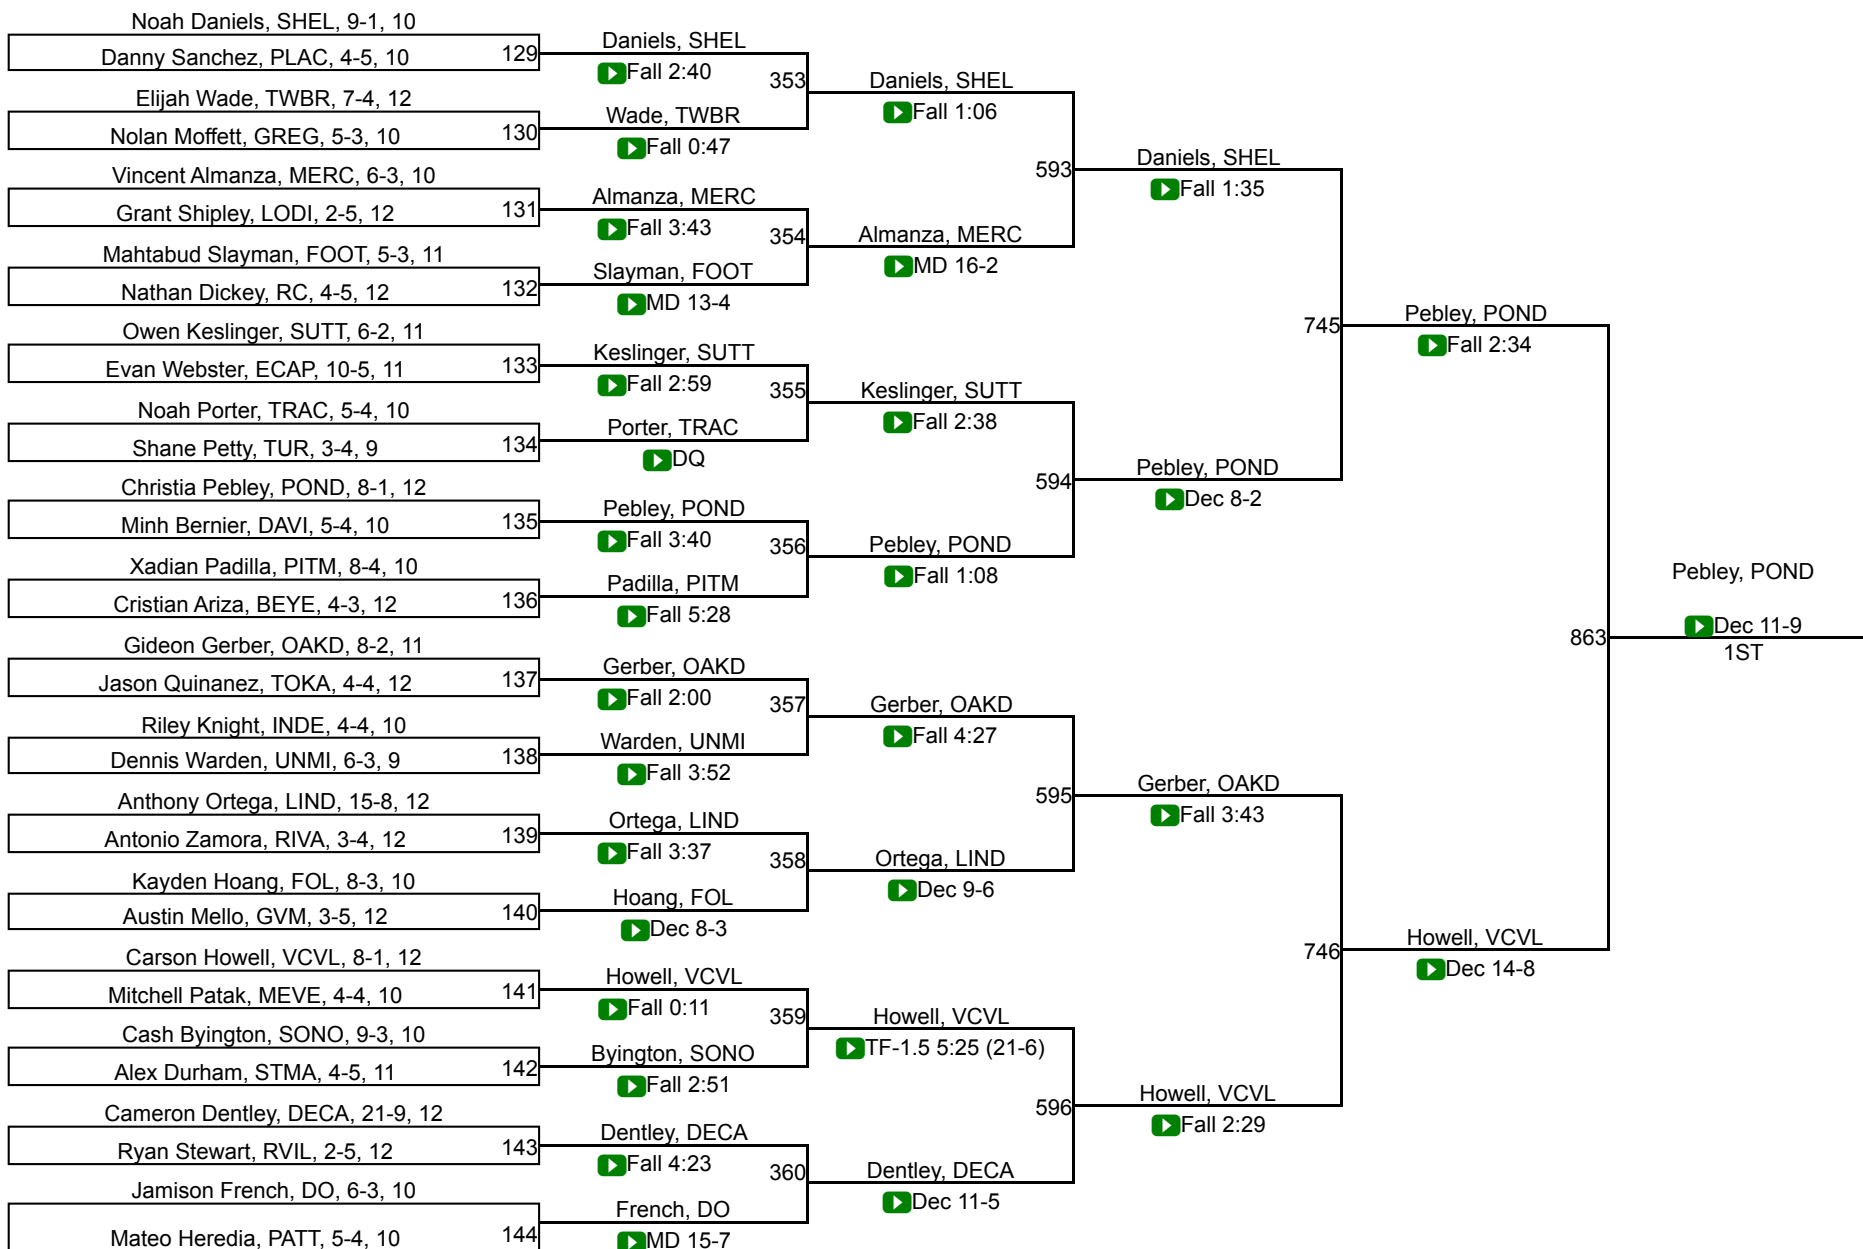 Noah Daniels, SHEL, 9-1, 10
Danny Sanchez, PLAC, 4-5, 10
129
Elijah Wade, TWBR, 7-4, 12
Nolan Moffett, GREG, 5-3, 10
130
Vincent Almanza, MERC, 6-3, 10
Grant Shipley, LODI, 2-5, 12
131
Mahtabud Slayman, FOOT, 5-3, 11
Nathan Dickey, RC, 4-5, 12
132
Owen Keslinger, SUTT, 6-2, 11
Evan Webster, ECAP, 10-5, 11
133
Noah Porter, TRAC, 5-4, 10
Shane Petty, TUR, 3-4, 9
134
Christia Pebley, POND, 8-1, 12
Minh Bernier, DAVI, 5-4, 10
135
Xadian Padilla, PITM, 8-4, 10
Cristian Ariza, BEYE, 4-3, 12
136
Gideon Gerber, OAKD, 8-2, 11
Jason Quinanez, TOKA, 4-4, 12
137
Riley Knight, INDE, 4-4, 10
Dennis Warden, UNMI, 6-3, 9
138
Anthony Ortega, LIND, 15-8, 12
Antonio Zamora, RIVA, 3-4, 12
139
Kayden Hoang, FOL, 8-3, 10
Austin Mello, GVM, 3-5, 12
140
Carson Howell, VCVL, 8-1, 12
Mitchell Patak, MEVE, 4-4, 10
141
Cash Byington, SONO, 9-3, 10
Alex Durham, STMA, 4-5, 11
142
Cameron Dentley, DECA, 21-9, 12
Ryan Stewart, RVIL, 2-5, 12
143
Jamison French, DO, 6-3, 10
Mateo Heredia, PATT, 5-4, 10
144
Daniels, SHEL
Fall 2:40
353
Wade, TWBR
Fall 0:47
Almanza, MERC
Fall 3:43
354
Slayman, FOOT
MD 13-4
Keslinger, SUTT
Fall 2:59
355
Porter, TRAC
DQ
Pebley, POND
Fall 3:40
356
Padilla, PITM
Fall 5:28
Gerber, OAKD
Fall 2:00
357
Warden, UNMI
Fall 3:52
Ortega, LIND
Fall 3:37
358
Hoang, FOL
Dec 8-3
Howell, VCVL
Fall 0:11
359
Byington, SONO
Fall 2:51
Dentley, DECA
Fall 4:23
360
French, DO
MD 15-7
Daniels, SHEL
Fall 1:06
593
Almanza, MERC
MD 16-2
Keslinger, SUTT
Fall 2:38
594
Pebley, POND
Fall 1:08
Gerber, OAKD
Fall 4:27
595
Ortega, LIND
Dec 9-6
Howell, VCVL
TF-1.5 5:25 (21-6)
596
Dentley, DECA
Dec 11-5
Daniels, SHEL
Fall 1:35
745
Pebley, POND
Dec 8-2
Gerber, OAKD
Fall 3:43
746
Howell, VCVL
Fall 2:29
Pebley, POND
Fall 2:34
863
Howell, VCVL
Dec 14-8
Pebley, POND
Dec 11-9
1ST